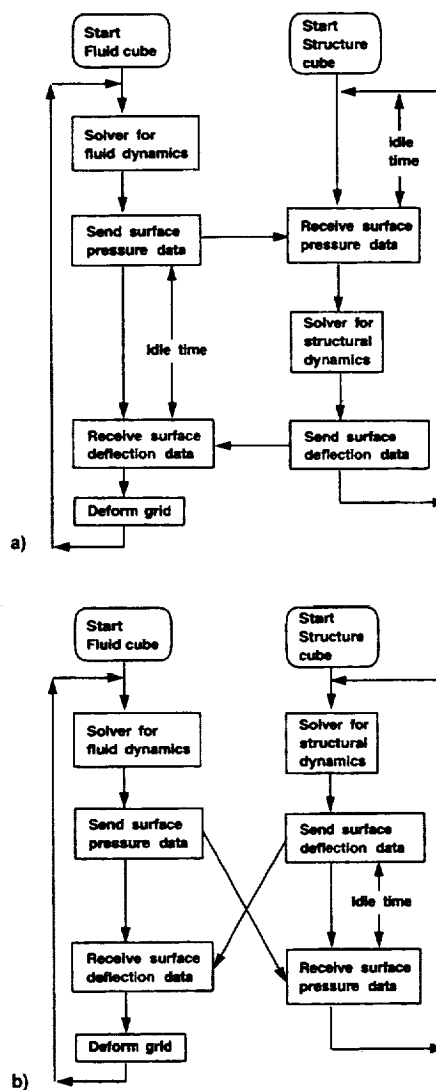 Start
Fluid cube
Start
Structure
cube
Solver for
fluid dynamics
idle
time
Send surface
pressure data
Receive surface
pressure data
Idle time
Solver for
structural
dynamics
Receive surface
deflection data
Send surface
deflection data
Deform grid
a)
Start
Fluid cube
Start
Structure
cube
Solver for
fluid dynamics
Solver for
structural
dynamics
Send surface
pressure data
Send surface
deflection data
Idle time
Receive surface
deflection data
Receive surface
pressure data
Deform grid
b)